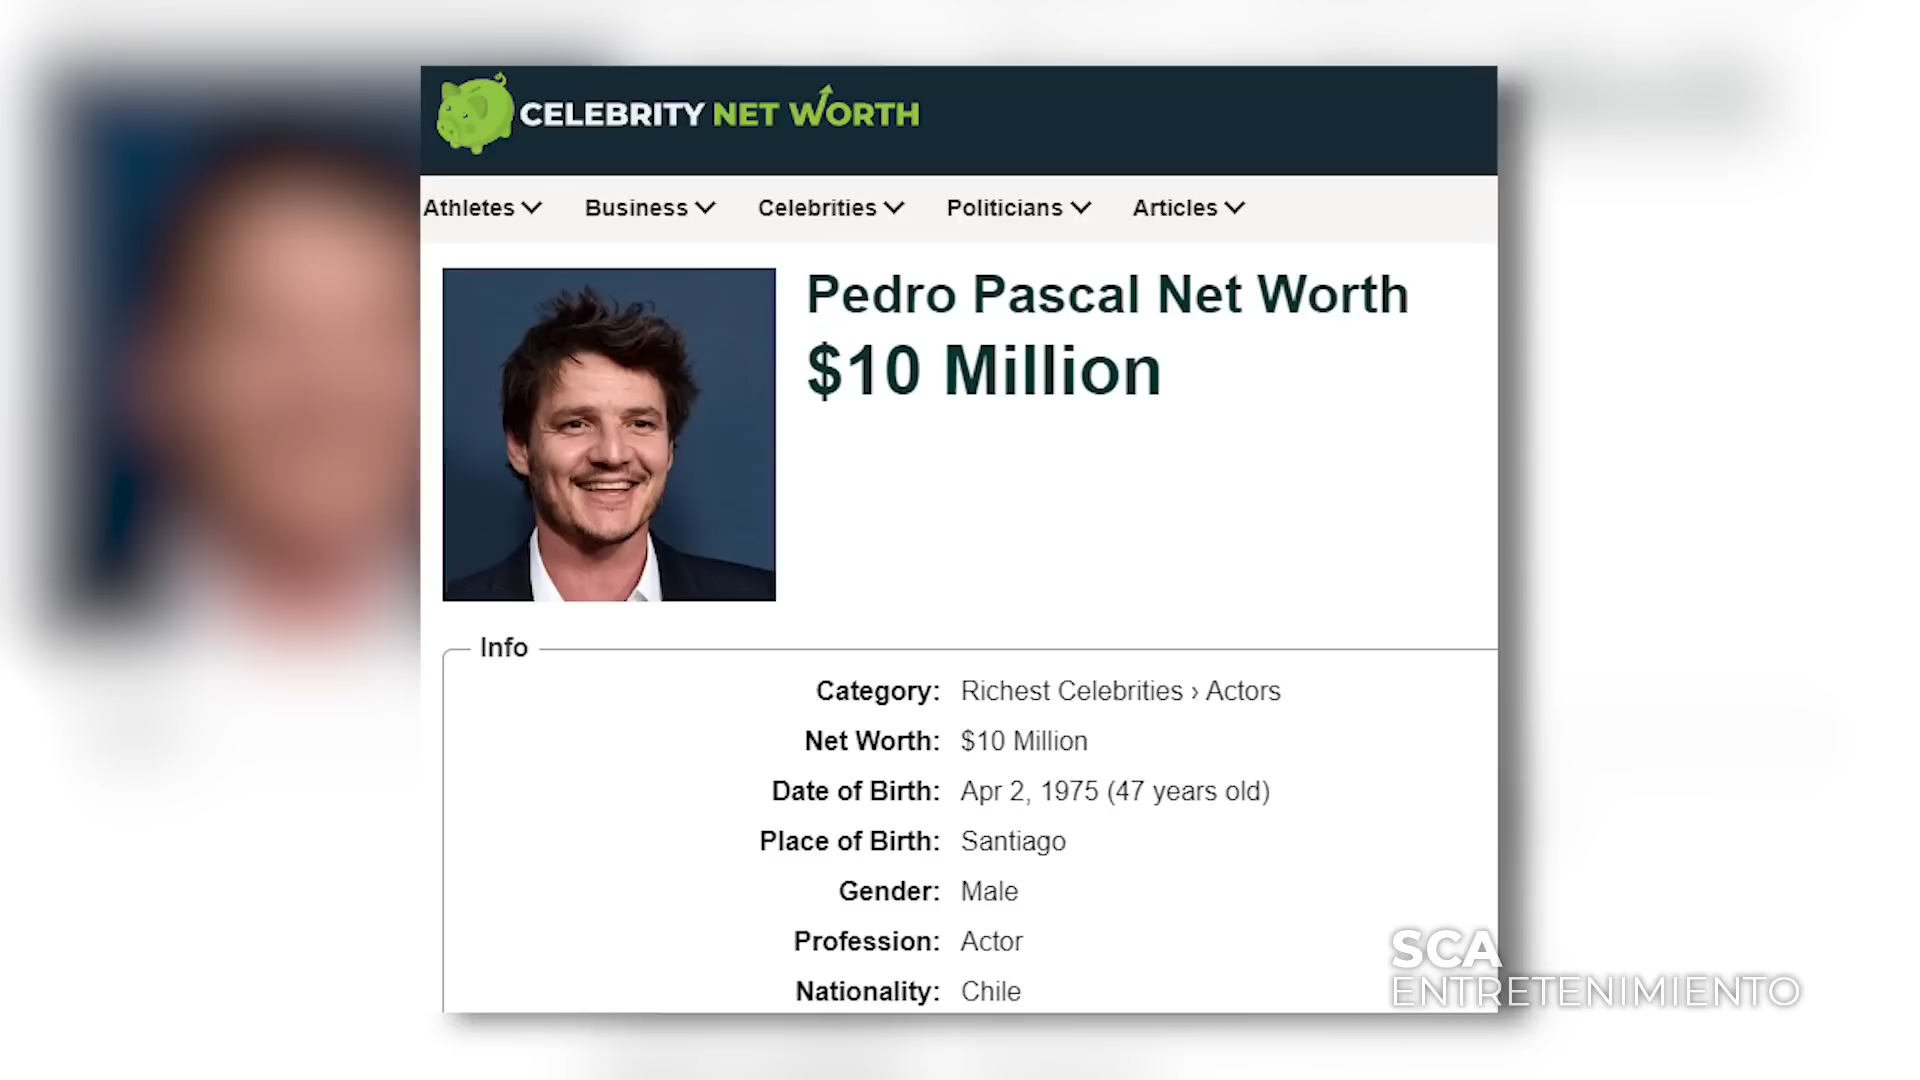 CELEBRITY NET WORTH
Athletes Business Celebrities Politicians Articles
Pedro Pascal Net Worth
$10 Million
Info
Category: Richest Celebrities › Actors
Net Worth: $10 Million
Date of Birth: Apr 2, 1975 (47 years old)
Place of Birth: Santiago
Gender: Male
Profession: Actor
Nationality: Chile
SCA
ENTRETENIMIENTO